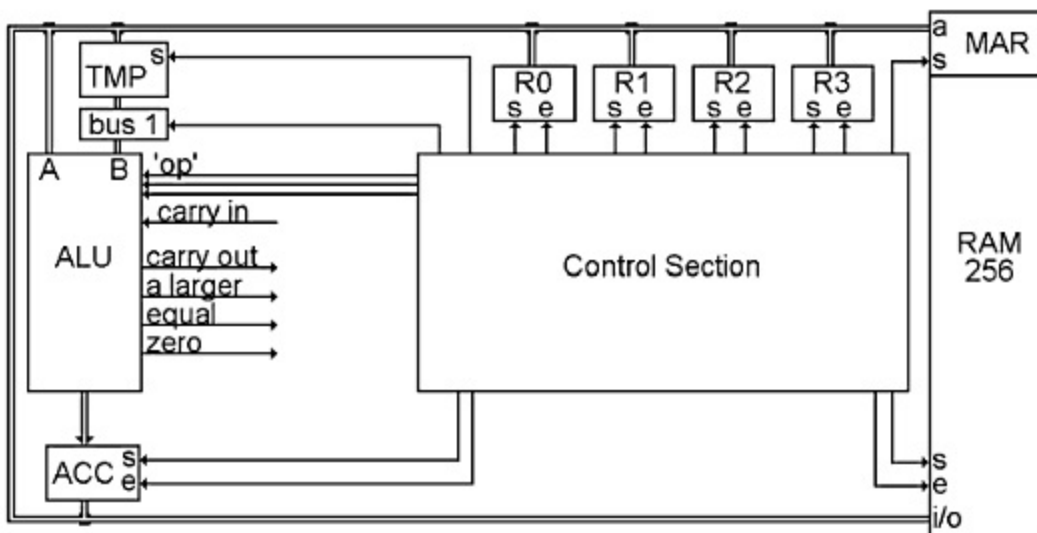 a
MAR
s
TMP
s
R0
s e
R1
s e
R2
s e
R3
s e
bus 1
A
B
'op'
carry in
ALU
carry out
a larger
equal
zero
Control Section
RAM
256
ACC
s
e
s
e
i/o